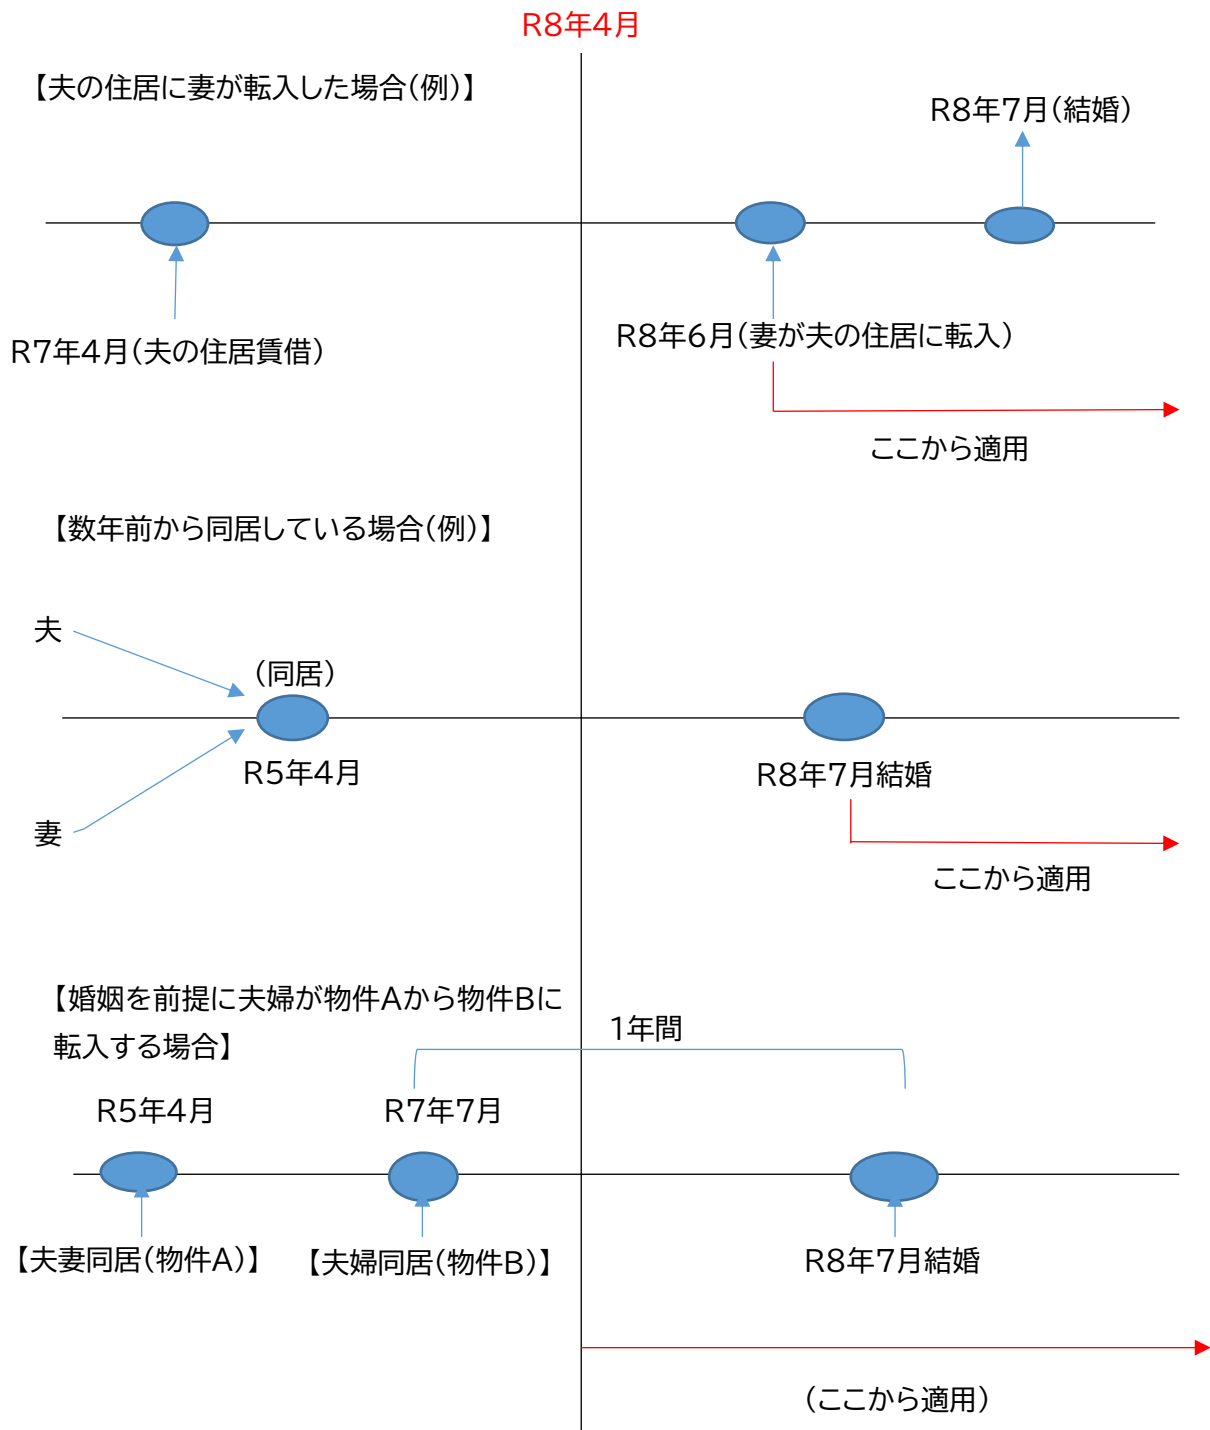 R8年4月
【夫の住居に妻が転入した場合(例)】
R8年7月(結婚)
R7年4月(夫の住居賃借)
R8年6月(妻が夫の住居に転入)
ここから適用
【数年前から同居している場合(例)】
夫
(同居)
R5年4月
R8年7月結婚
妻
ここから適用
【婚姻を前提に夫婦が物件Aから物件Bに
転入する場合】
1年間
R5年4月
R7年7月
【夫妻同居(物件A)】
【夫婦同居(物件B)】
R8年7月結婚
(ここから適用)